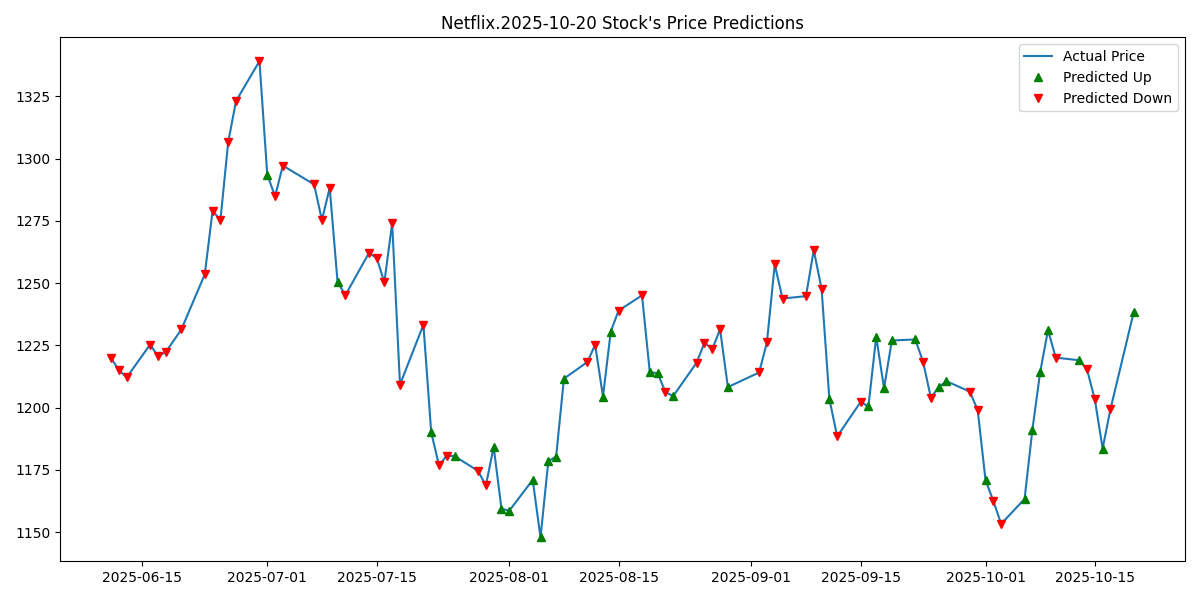 Netflix.2025-10-20 Stock's Price Predictions
Actual Price
Predicted Up
Predicted Down
1325
1300
1275
1250
1225
1200
1175
1150
2025-06-15 2025-07-01 2025-07-15 2025-08-01 2025-08-15 2025-09-01 2025-09-15 2025-10-01 2025-10-15